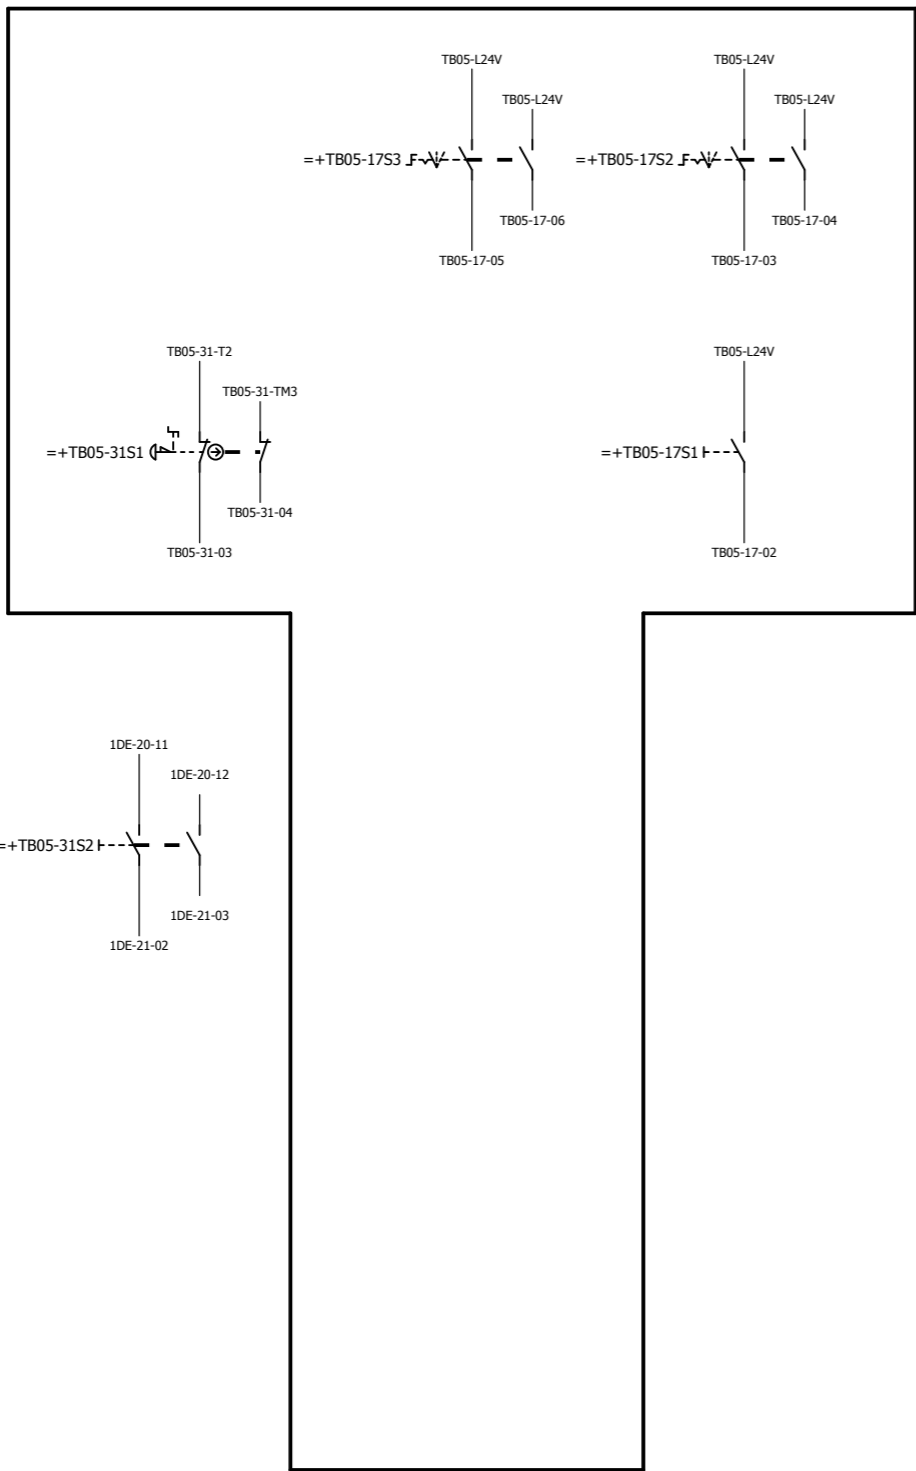 TB05-L24V
TB05-L24V
TB05-L24V
TB05-L24V
=+TB05-17S3
=+TB05-17S2
TB05-17-06
TB05-17-04
TB05-17-05
TB05-17-03
TB05-31-T2
TB05-L24V
TB05-31-TM3
=+TB05-31S1
=+TB05-17S1
TB05-31-04
TB05-31-03
TB05-17-02
1DE-20-11
1DE-20-12
=+TB05-31S2
1DE-21-03
1DE-21-02